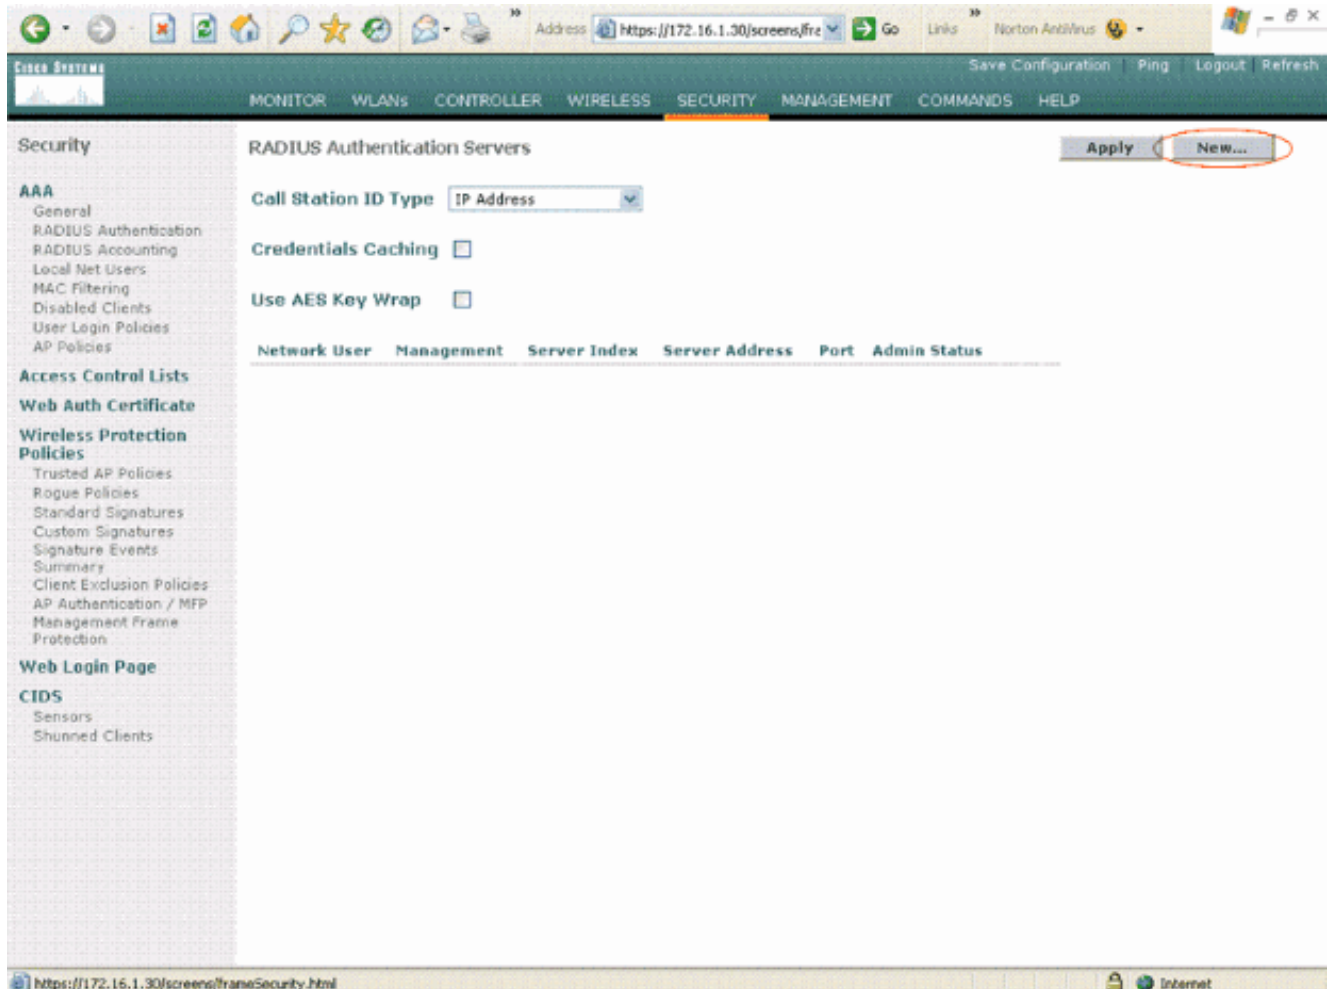 Address https://172.16.1.30/screens/fra Go Links Norton AntiVirus
CISCO SYSTEMS
Save Configuration Ping Logout Refresh
MONITOR WLANs CONTROLLER WIRELESS SECURITY MANAGEMENT COMMANDS HELP
Security
RADIUS Authentication Servers
Apply New...
AAA
General
RADIUS Authentication
RADIUS Accounting
Local Net Users
MAC Filtering
Disabled Clients
User Login Policies
AP Policies
Access Control Lists
Web Auth Certificate
Wireless Protection
Policies
Trusted AP Policies
Rogue Policies
Standard Signatures
Custom Signatures
Signature Events
Summary
Client Exclusion Policies
AP Authentication / MFP
Management Frame
Protection
Web Login Page
CIDS
Sensors
Shunned Clients
Call Station ID Type IP Address
Credentials Caching
Use AES Key Wrap
Network User Management Server Index Server Address Port Admin Status
https://172.16.1.30/screens/frameSecurity.html Internet